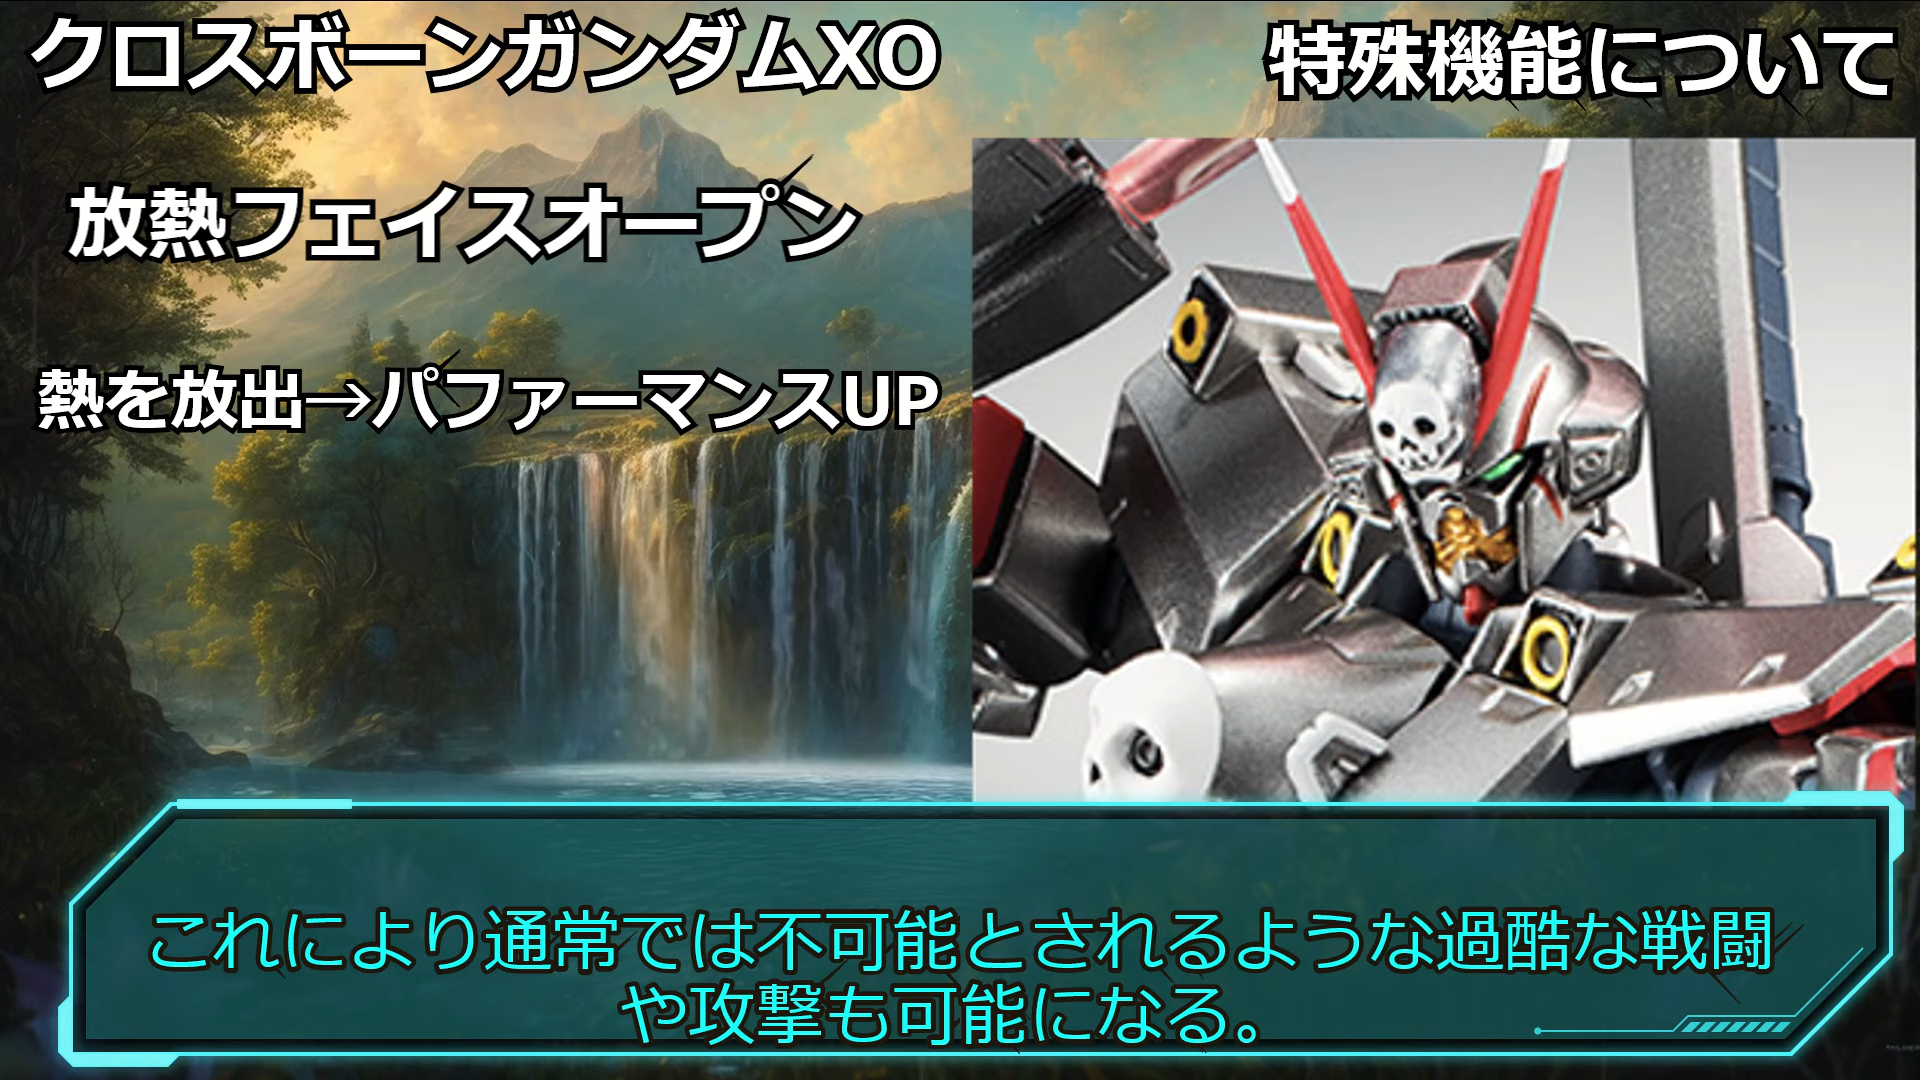 クロスボーンガンダムXO
特殊機能について
放熱フェイスオープン
熱を放出→パファーマンスUP
これにより通常では不可能とされるような過酷な戦闘
や攻撃も可能になる。